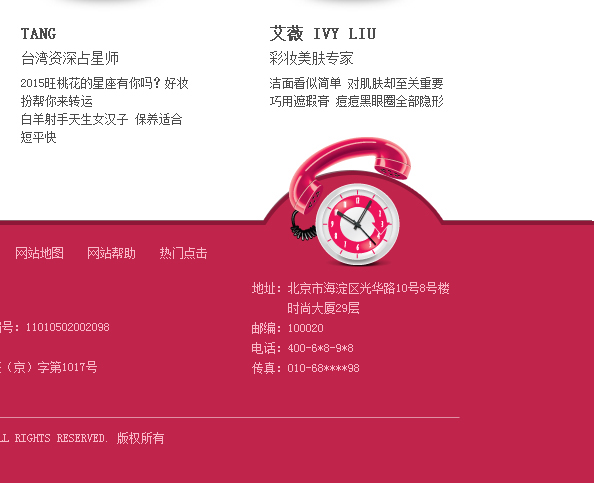 TANG
台湾资深占星师
2015旺桃花的星座有你吗？好妆
扮帮你来转运
白羊射手天生女汉子 保养适合
短平快
艾薇 IVY LIU
彩妆美肤专家
洁面看似简单 对肌肤却至关重要
巧用遮瑕膏 痘痘黑眼圈全部隐形
网站地图 网站帮助 热门点击
号：11010502002098
（京）字第1017号
地址：北京市海淀区光华路10号8号楼
时尚大厦29层
邮编：100020
电话：400-6*8-9*8
传真：010-68****98
LL RIGHTS RESERVED. 版权所有